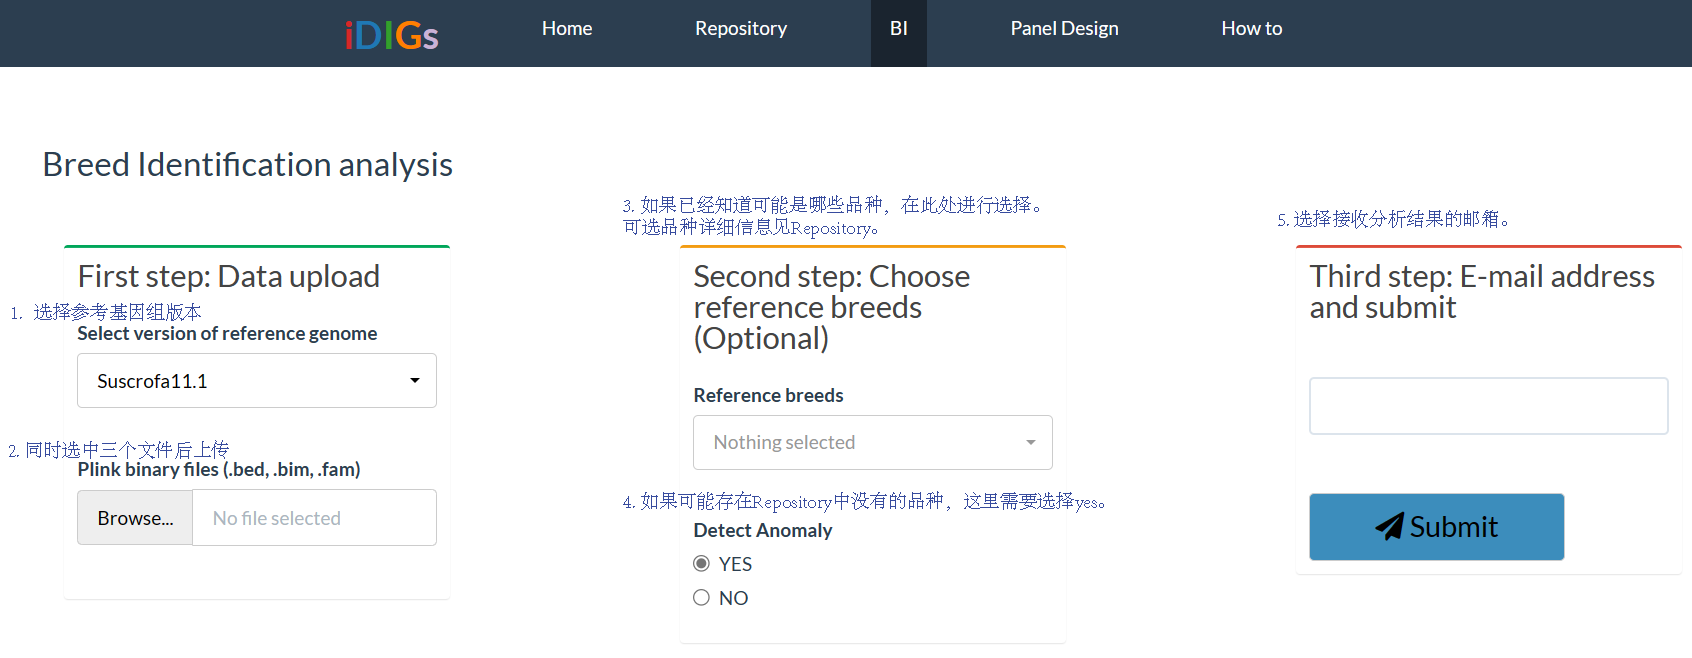 iDIGs
Home
Repository
BI
Panel Design
How to
Breed Identification analysis
First step: Data upload
1. 选择参考基因组版本
Select version of reference genome
Suscrofa11.1
2. 同时选中三个文件后上传
Plink binary files (.bed, .bim, .fam)
Browse...
No file selected
3. 如果已经知道可能是哪些品种，在此处进行选择。
可选品种详细信息见Repository。
Second step: Choose
reference breeds
(Optional)
Reference breeds
Nothing selected
4. 如果可能存在Repository中没有的品种，这里需要选择yes。
Detect Anomaly
YES
NO
5. 选择接收分析结果的邮箱。
Third step: E-mail address
and submit
Submit